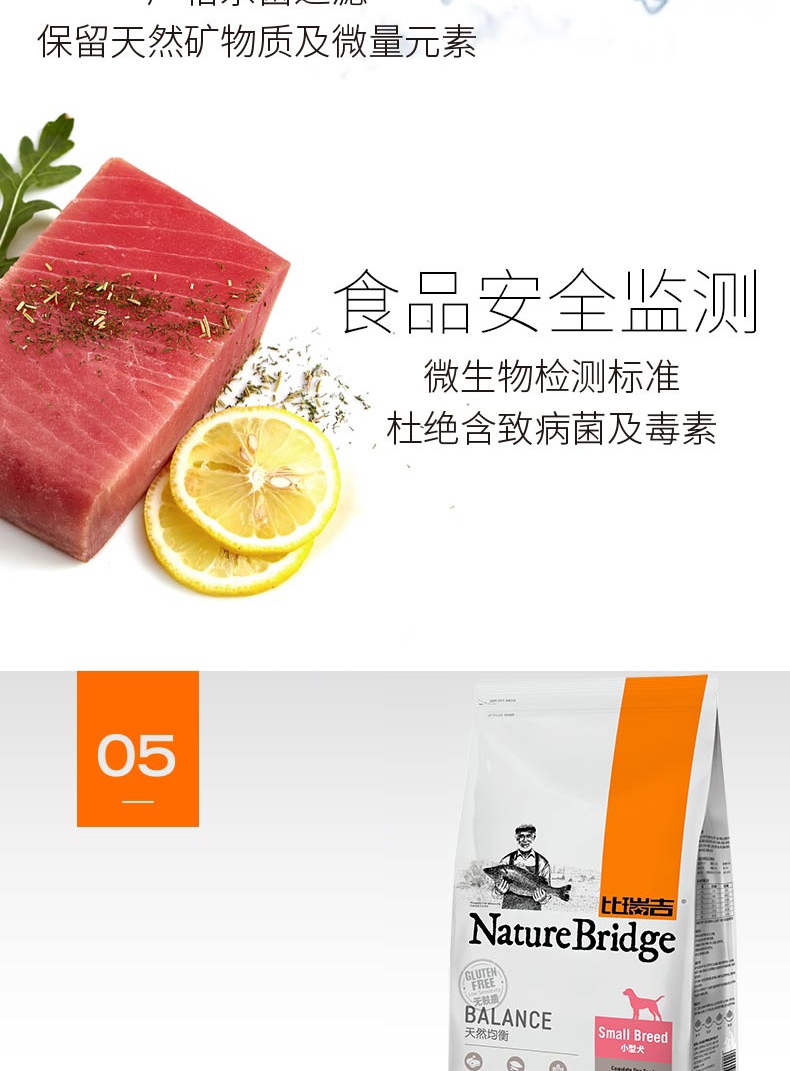 保留天然矿物质及微量元素
食品安全监测
微生物检测标准
杜绝含致病菌及毒素
05
比瑞吉
NatureBridge
GLUTEN
FREE
Low Sensitivity
无麸质
BALANCE
天然均衡
Small Breed
小型犬